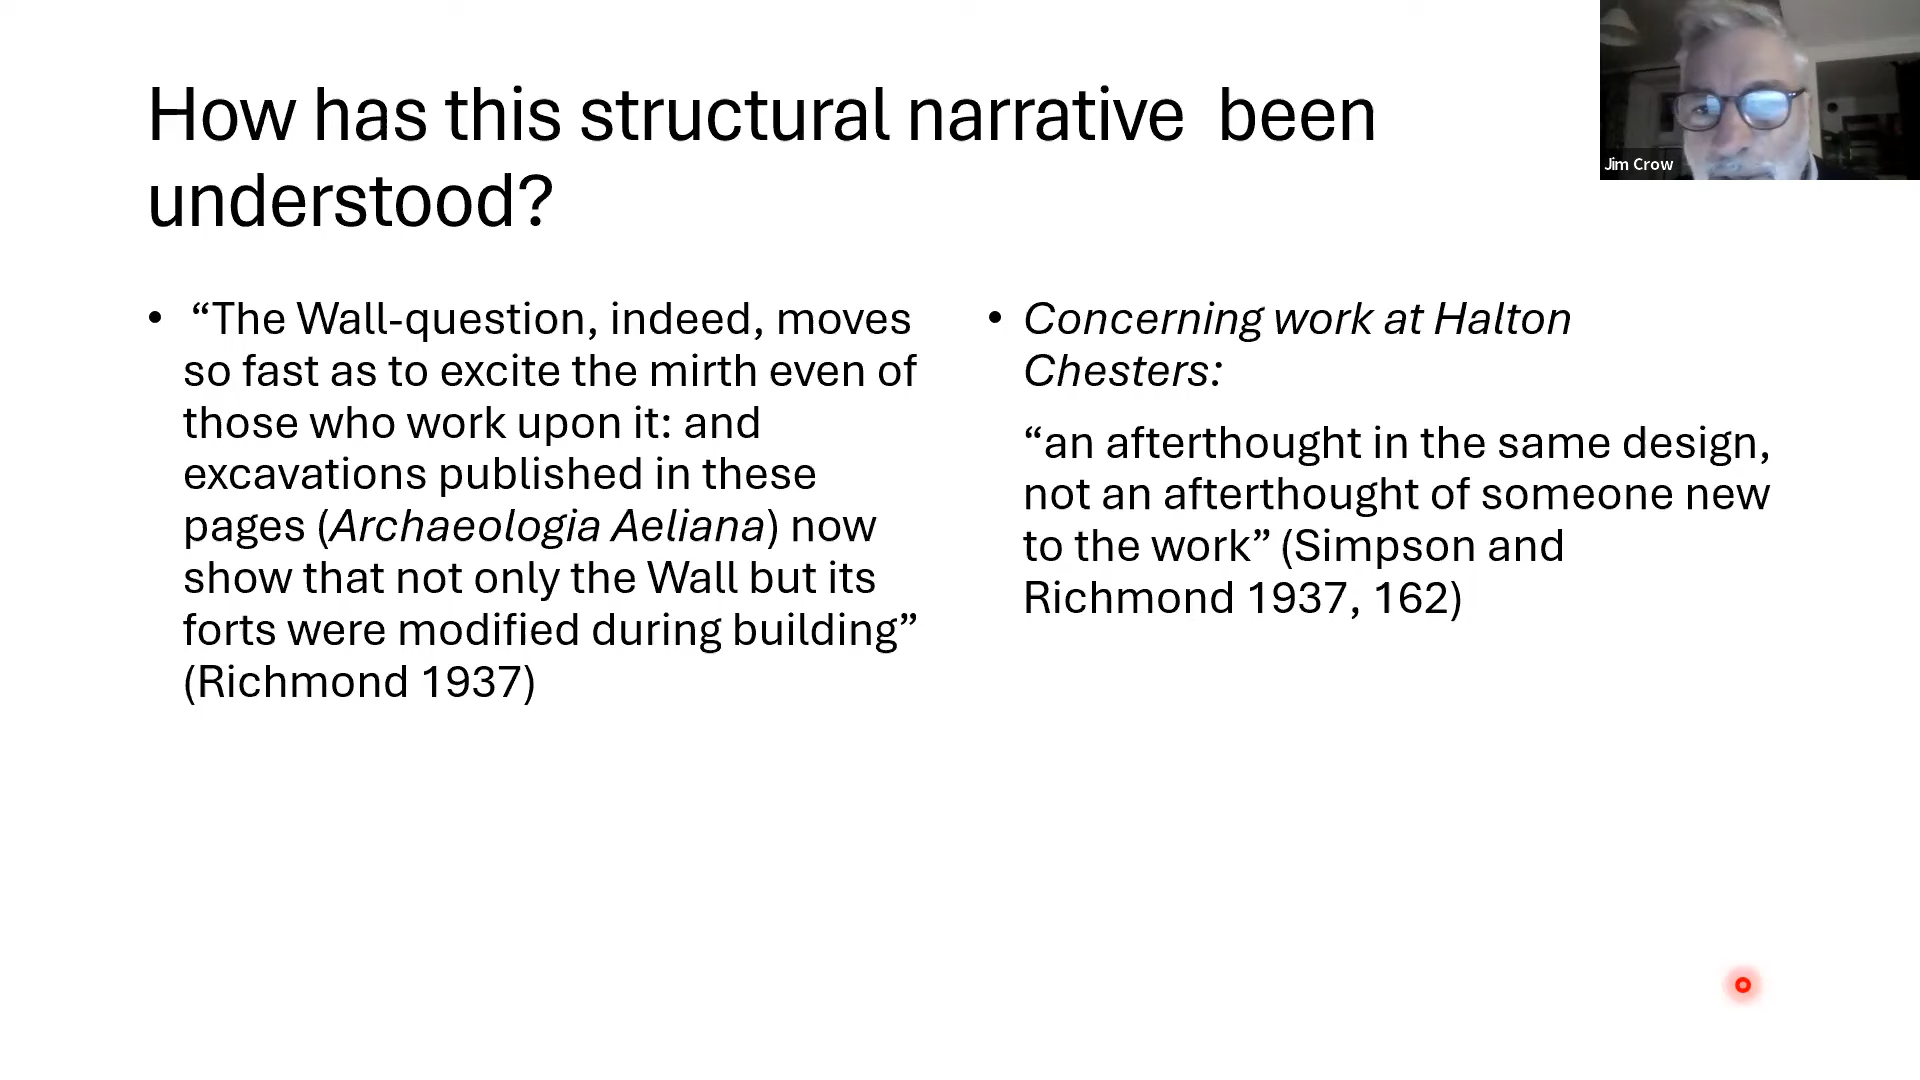 How has this structural narrative  been
understood?
Jim Crow
• “The Wall-question, indeed, moves
so fast as to excite the mirth even of
those who work upon it: and
excavations published in these
pages (Archaeologia Aeliana) now
show that not only the Wall but its
forts were modified during building”
(Richmond 1937)
• Concerning work at Halton
Chesters:
“an afterthought in the same design,
not an afterthought of someone new
to the work” (Simpson and
Richmond 1937, 162)